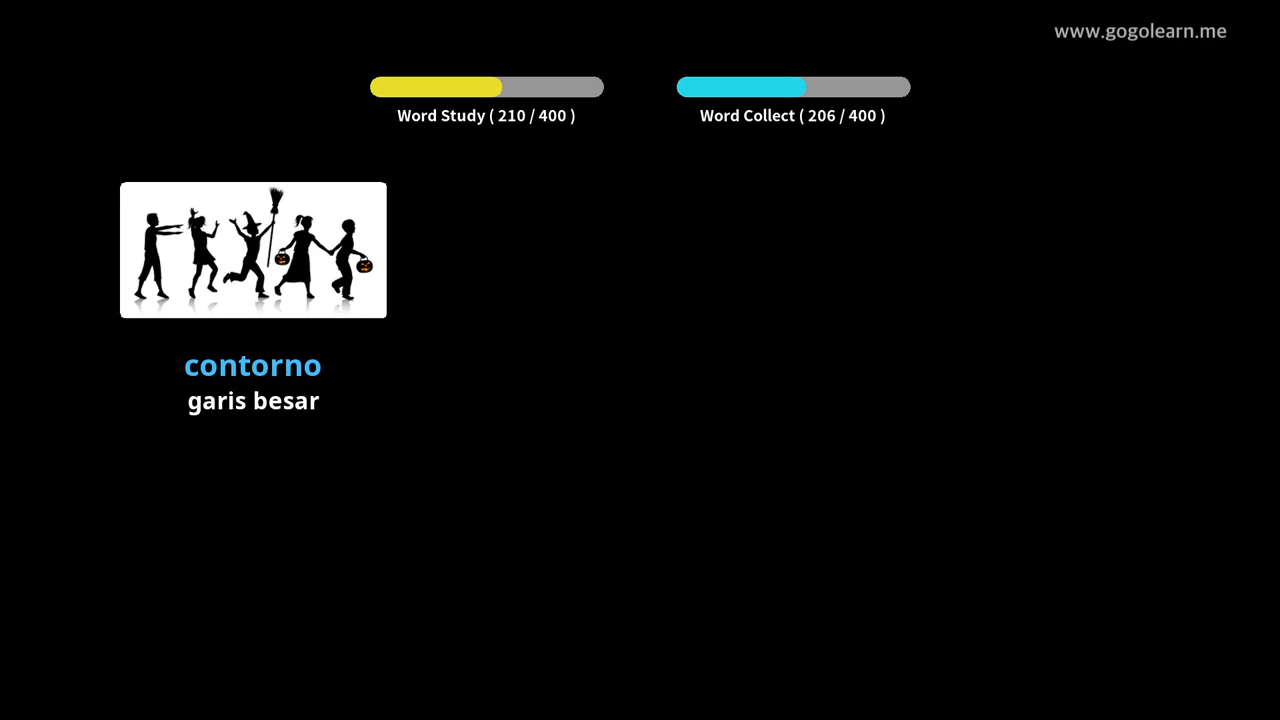 www.gogolearn.me
Word Study ( 210 / 400 )
Word Collect ( 206 / 400 )
contorno
garis besar